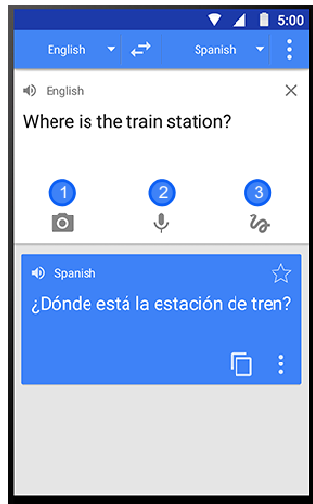 5:00
English Spanish
English
Where is the train station?
1 2 3
Spanish
¿Dónde está la estación de tren?